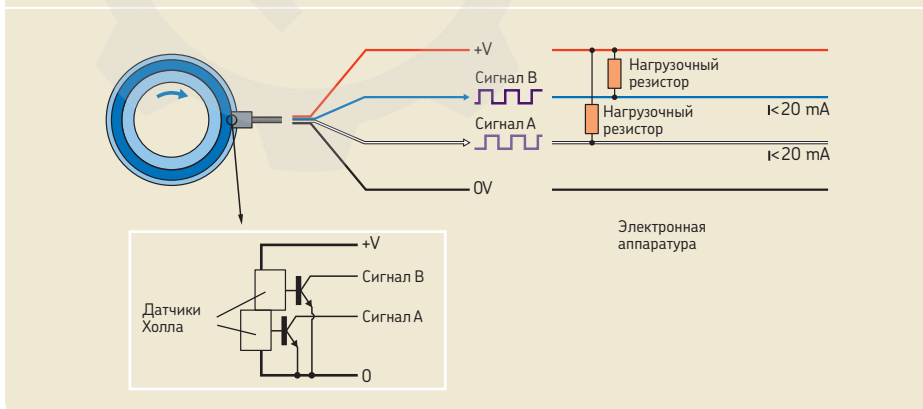 +V
Сигнал B
Нагрузочный
резистор
I<20 mA
Нагрузочный
резистор
Сигнал A
I<20 mA
0V
Электронная
аппаратура
+V
Сигнал B
Датчики
Холла
Сигнал A
0